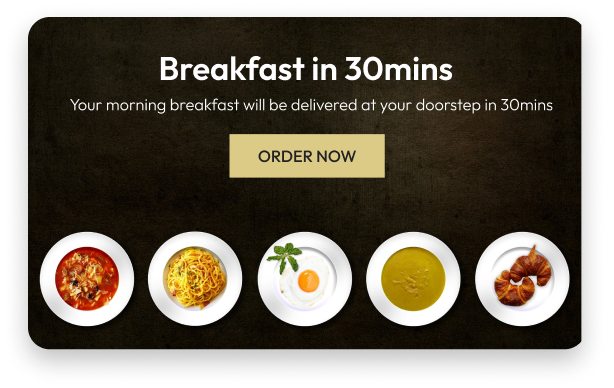 Breakfast in 30mins
Your morning breakfast will be delivered at your doorstep in 30mins
ORDER NOW